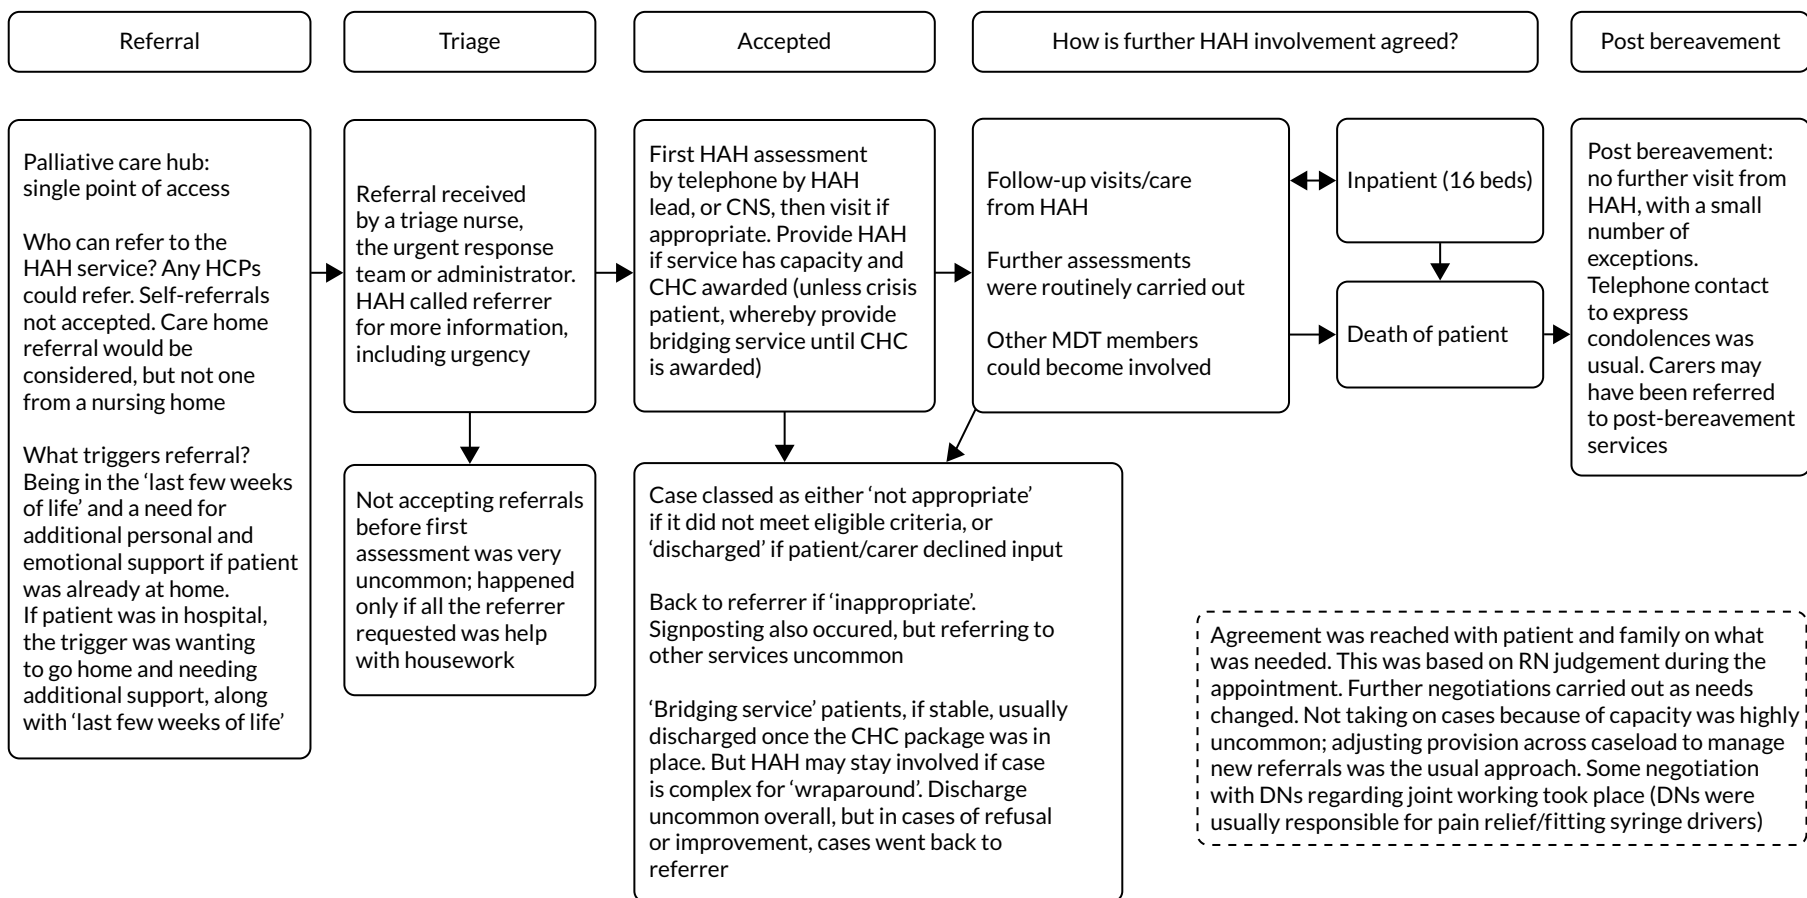 Referral
Triage
Accepted
How is further HAH involvement agreed?
Post bereavement
Palliative care hub:
single point of access
Who can refer to the
HAH service? Any HCPs
could refer. Self-referrals
not accepted. Care home
referral would be
considered, but not one
from a nursing home
What triggers referral?
Being in the ‘last few weeks
of life’ and a need for
additional personal and
emotional support if patient
was already at home.
If patient was in hospital,
the trigger was wanting
to go home and needing
additional support, along
with ‘last few weeks of life’
Referral received
by a triage nurse,
the urgent response
team or administrator.
HAH called referrer
for more information,
including urgency
Not accepting referrals
before first
assessment was very
uncommon; happened
only if all the referrer
requested was help
with housework
First HAH assessment
by telephone by HAH
lead, or CNS, then visit if
appropriate. Provide HAH
if service has capacity and
CHC awarded (unless crisis
patient, whereby provide
bridging service until CHC
is awarded)
Case classed as either ‘not appropriate’
if it did not meet eligible criteria, or
‘discharged’ if patient/carer declined input
Back to referrer if ‘inappropriate’.
Signposting also occured, but referring to
other services uncommon
‘Bridging service’ patients, if stable, usually
discharged once the CHC package was in
place. But HAH may stay involved if case
is complex for ‘wraparound’. Discharge
uncommon overall, but in cases of refusal
or improvement, cases went back to
referrer
Follow-up visits/care
from HAH
Further assessments
were routinely carried out
Other MDT members
could become involved
Inpatient (16 beds)
Death of patient
Post bereavement:
no further visit from
HAH, with a small
number of
exceptions.
Telephone contact
to express
condolences was
usual. Carers may
have been referred
to post-bereavement
services
Agreement was reached with patient and family on what
was needed. This was based on RN judgement during the
appointment. Further negotiations carried out as needs
changed. Not taking on cases because of capacity was highly
uncommon; adjusting provision across caseload to manage
new referrals was the usual approach. Some negotiation
with DNs regarding joint working took place (DNs were
usually responsible for pain relief/fitting syringe drivers)